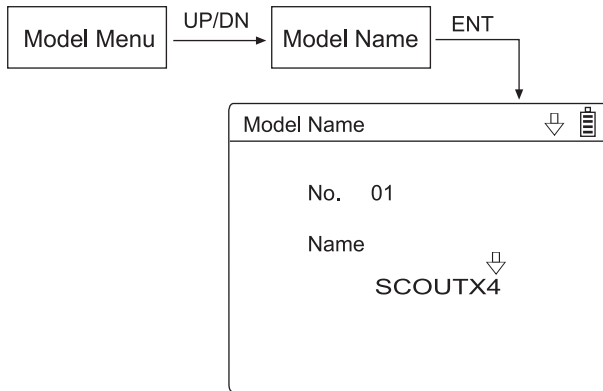 Model Menu
UP/DN
Model Name
ENT
Model Name
No. 01
Name
SCOUTX4